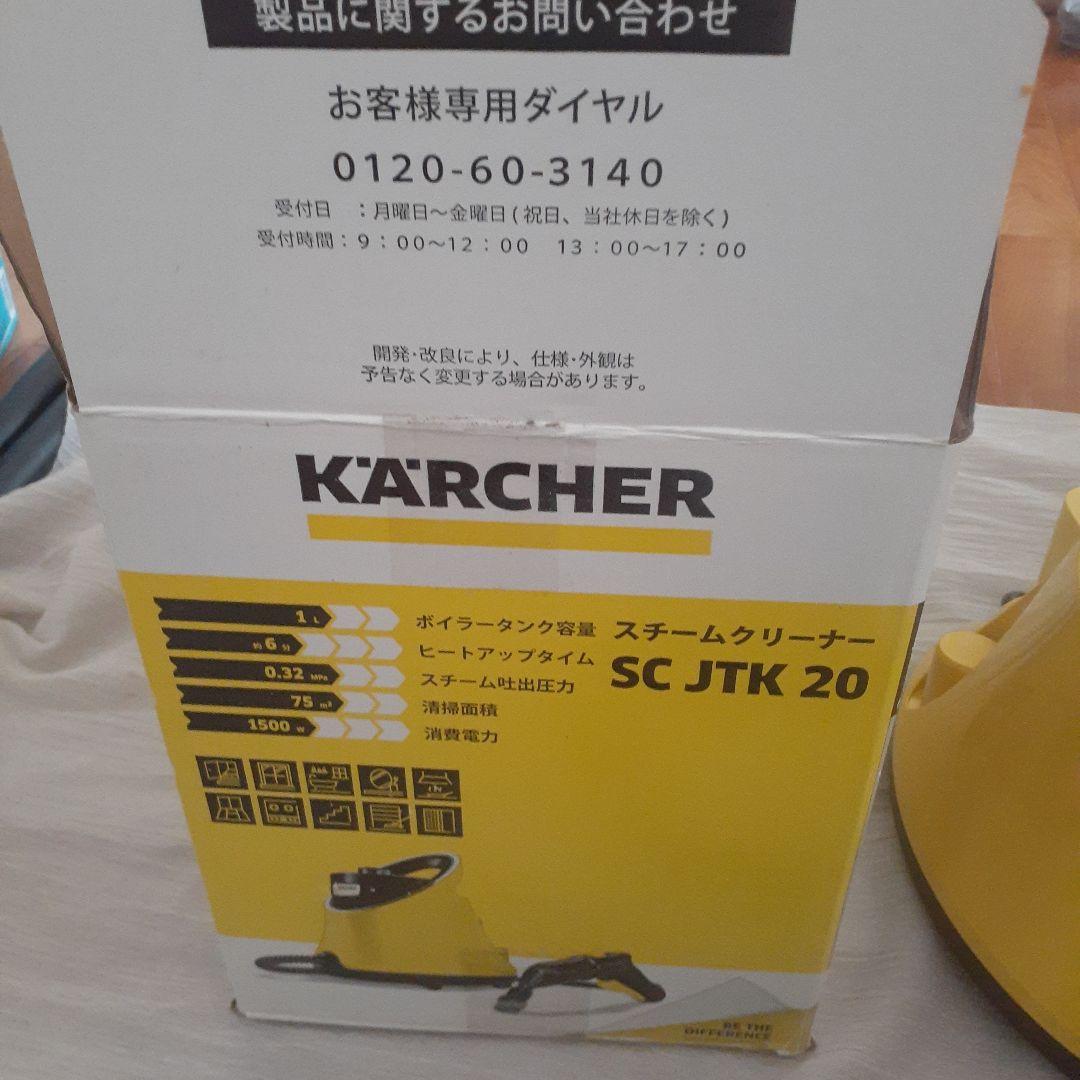 製品に関するお問い合わせ
お客様専用ダイヤル
0120-60-3140
受付日 ：月曜日～金曜日(祝日、当社休日を除く)
受付時間：9：00～12：00 13：00～17：00
開発・改良により、仕様・外観は
予告なく変更する場合があります。
KÄRCHER
1 L ボイラータンク容量
約6分 ヒートアップタイム
0.32 MPa スチーム吐出圧力
75 m² 清掃面積
1500 W 消費電力
スチームクリーナー
SC JTK 20
BE THE
DIFFERENCE